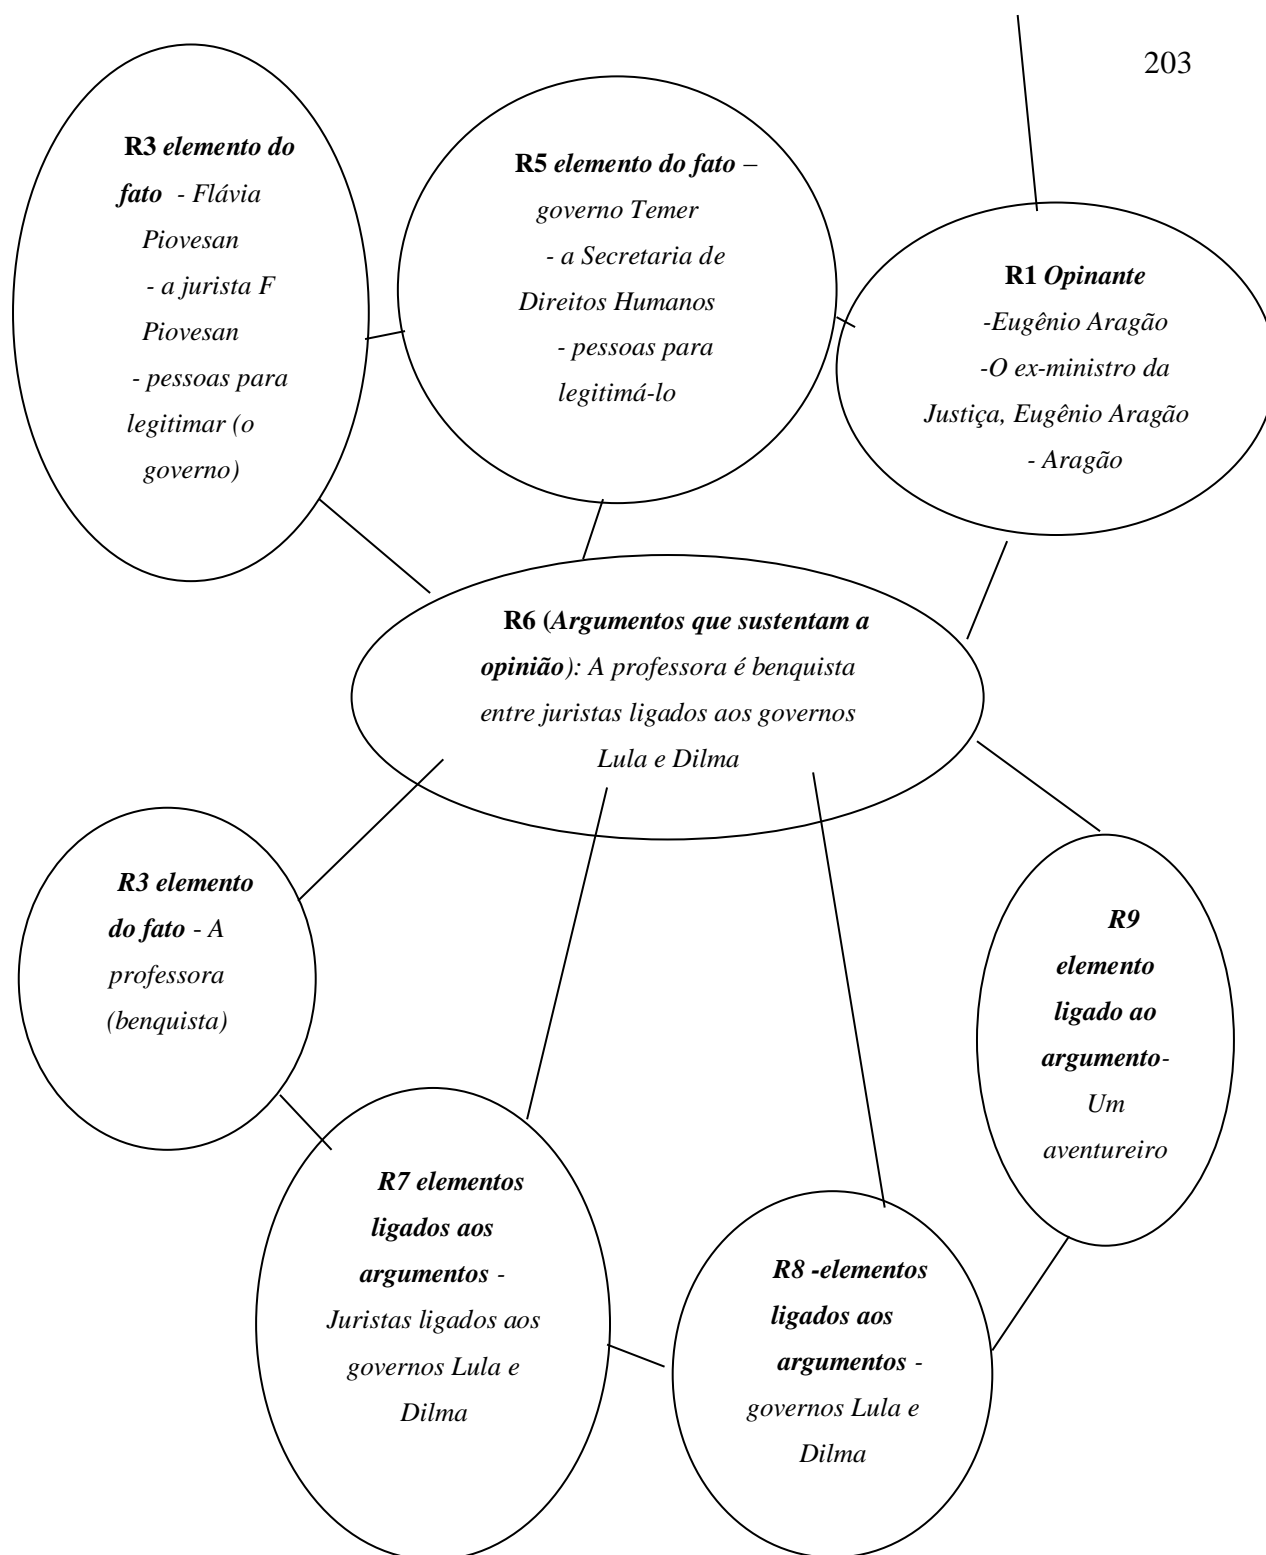 203
R3 elemento do
fato - Flávia
Piovesan
- a jurista F
Piovesan
- pessoas para
legitimar (o
governo)
R5 elemento do fato –
governo Temer
- a Secretaria de
Direitos Humanos
- pessoas para
legitimá-lo
R1 Opinante
-Eugênio Aragão
-O ex-ministro da
Justiça, Eugênio Aragão
- Aragão
R6 (Argumentos que sustentam a
opinião): A professora é benquista
entre juristas ligados aos governos
Lula e Dilma
R3 elemento
do fato - A
professora
(benquista)
R9
elemento
ligado ao
argumento-
Um
aventureiro
R7 elementos
ligados aos
argumentos -
Juristas ligados aos
governos Lula e
Dilma
R8 -elementos
ligados aos
argumentos -
governos Lula e
Dilma